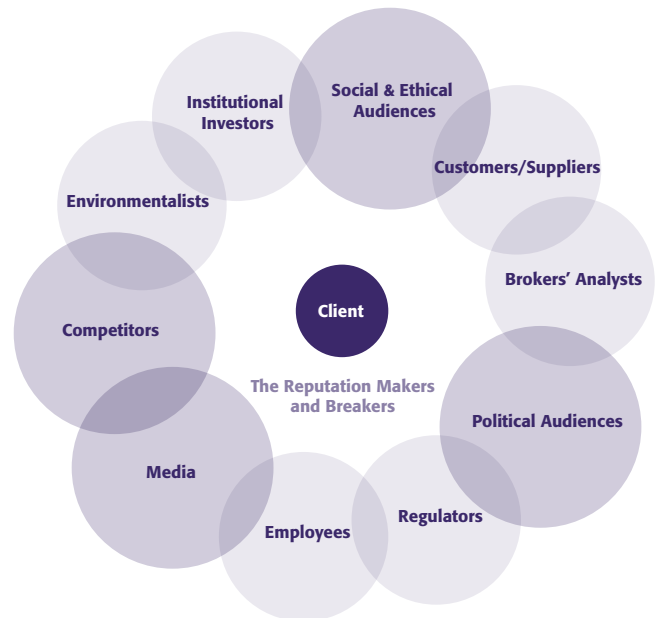 Social & Ethical
Audiences
Institutional
Investors
Customers/Suppliers
Environmentalists
Brokers’ Analysts
Client
Competitors
The Reputation Makers
and Breakers
Political Audiences
Media
Regulators
Employees